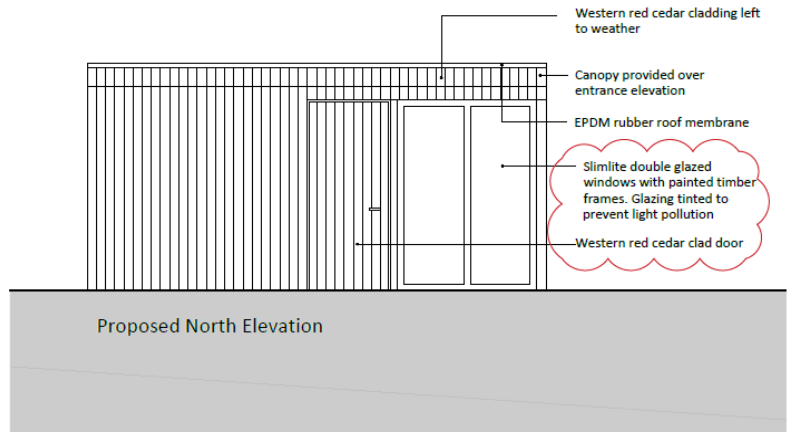 Western red cedar cladding left
to weather
Canopy provided over
entrance elevation
EPDM rubber roof membrane
Slimlite double glazed
windows with painted timber
frames. Glazing tinted to
prevent light pollution
Western red cedar clad door
Proposed North Elevation